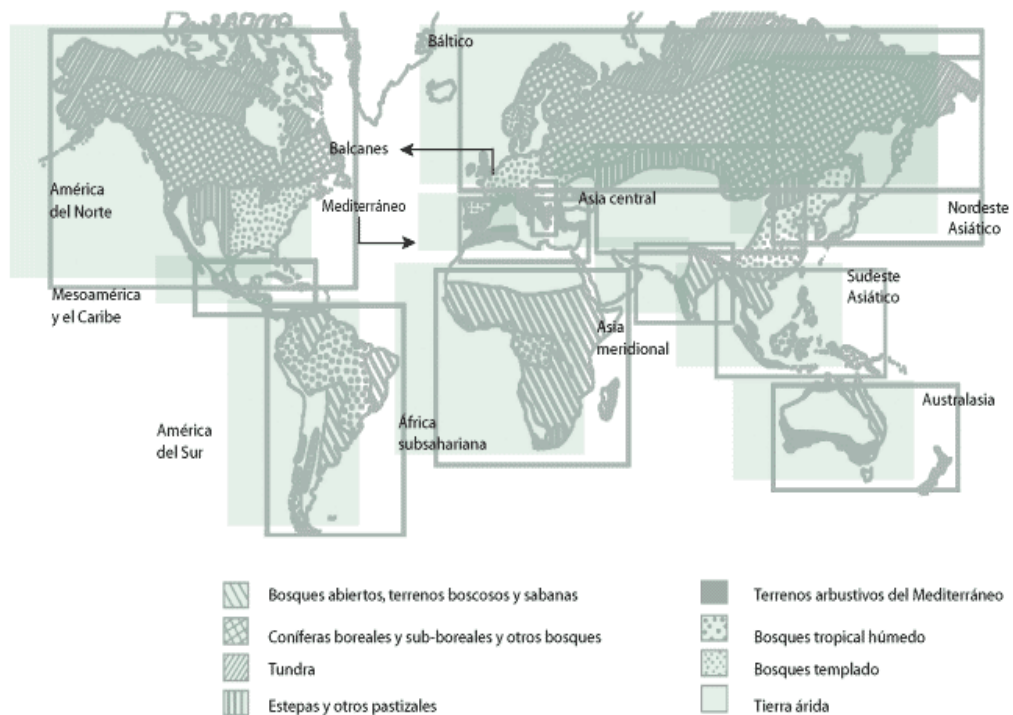 Báltico
Balcanes
América
del Norte
Mediterráneo
Asia central
Nordeste
Asiático
Mesoamérica
y el Caribe
Sudeste
Asiático
Asia
meridional
América
del Sur
África
subsahariana
Australasia
Bosques abiertos, terrenos boscosos y sabanas
Coníferas boreales y sub-boreales y otros bosques
Tundra
Estepas y otros pastizales
Terrenos arbustivos del Mediterráneo
Bosques tropical húmedo
Bosques templado
Tierra árida